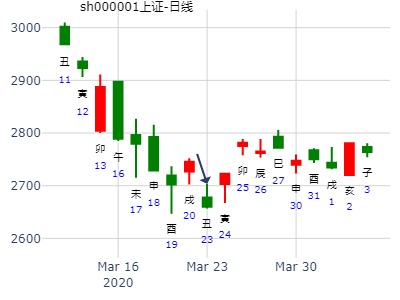 sh000001上证-日线
3000
2900
2800
2700
2600
丑
11
寅
12
卯
13
午
16
未
17
申
18
酉
19
戌
20
丑
23
寅
24
卯
25
辰
26
巳
27
申
30
酉
31
戌
1
亥
2
子
3
Mar 16
2020
Mar 23
Mar 30